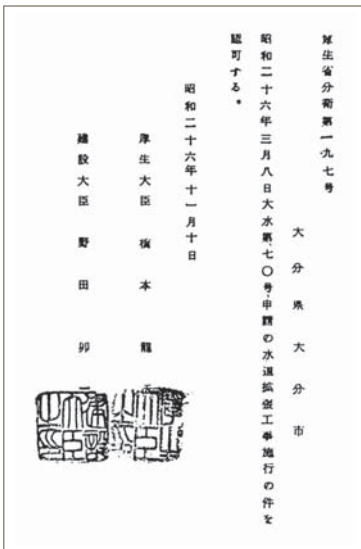 厚生省分衛第一九七号
大分県大分市
昭和二十六年三月八日大水第、七〇号申請の水道拡張工事施行の件を
認可する。
昭和二十六年十一月十日
厚生大臣 橋本龍
建設大臣 野田卯一